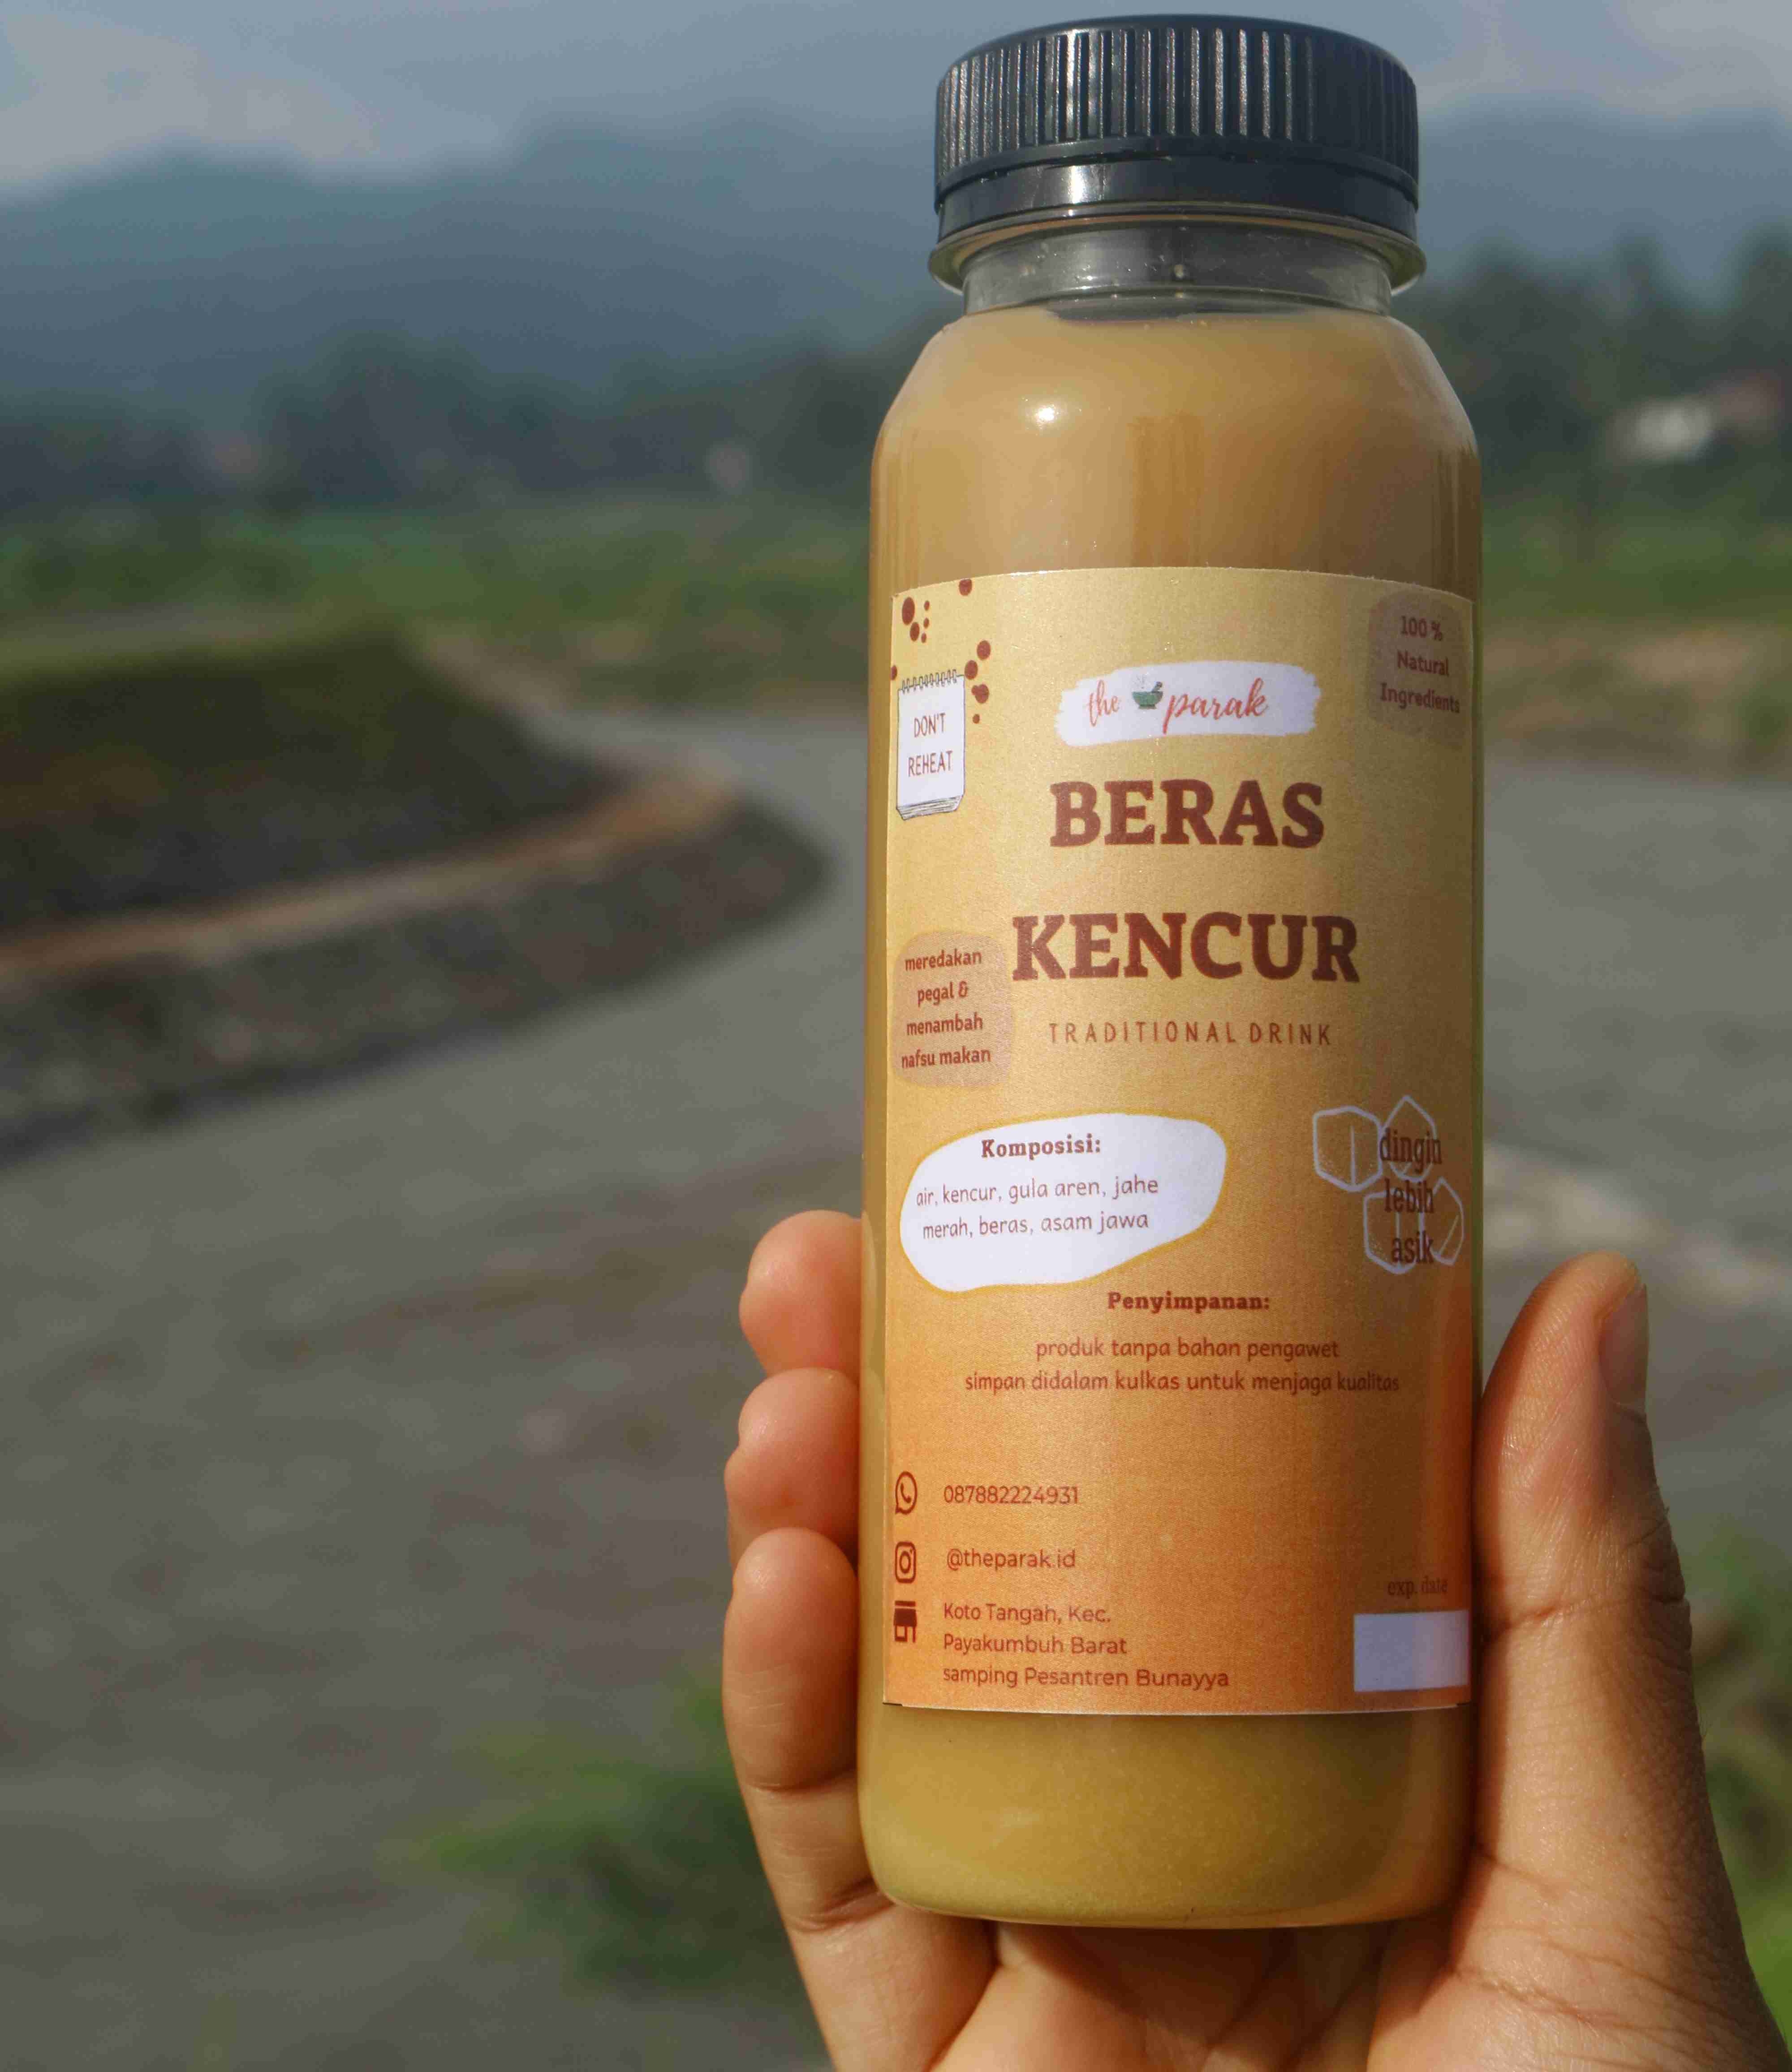 100 %
Natural
Ingredients
the parak
DON'T
REHEAT
BERAS
KENCUR
TRADITIONAL DRINK
meredakan
pegal &
menambah
nafsu makan
Komposisi:
air, kencur, gula aren, jahe
merah, beras, asam jawa
dingin
lebih
asik
Penyimpanan:
produk tanpa bahan pengawet
simpan didalam kulkas untuk menjaga kualitas
087882224931
@theparak.id
Koto Tangah, Kec.
Payakumbuh Barat
samping Pesantren Bunayya
exp. date